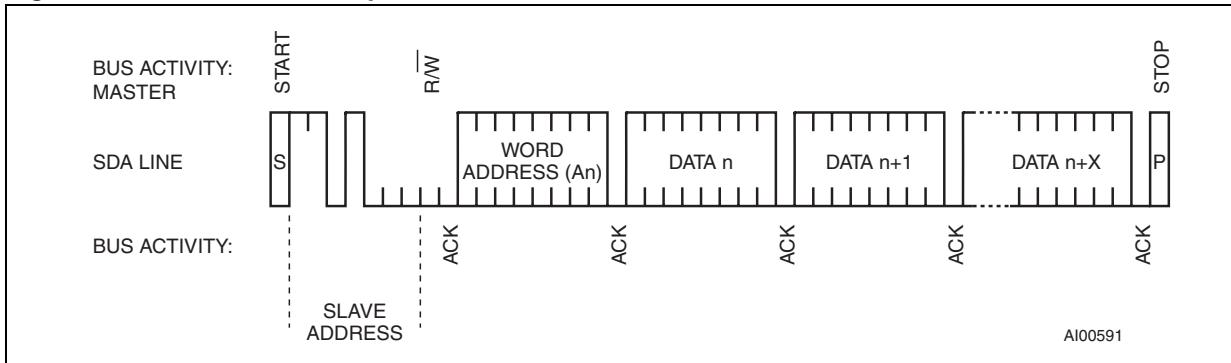 BUS ACTIVITY:
MASTER
START
R/W
STOP
SDA LINE
S
WORD
ADDRESS (An)
DATA n
DATA n+1
DATA n+X
P
BUS ACTIVITY:
ACK
ACK
ACK
ACK
ACK
SLAVE
ADDRESS
AI00591